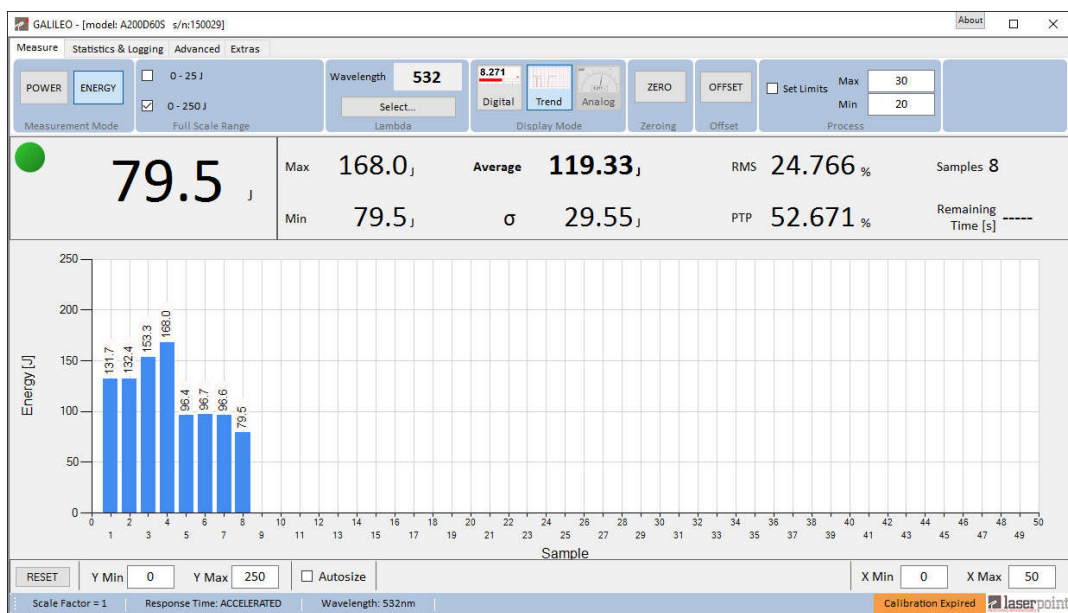 GALILEO - [model: A200D60S s/n:150029] About
Measure Statistics & Logging Advanced Extras
POWER ENERGY
Measurement Mode
0 - 25 J
0 - 250 J
Full Scale Range
Wavelength 532
Select...
Lambda
8.271
Digital Trend Analog
Display Mode
ZERO
Zeroing
OFFSET
Offset
Set Limits Max 30
Min 20
Process
79.5 J
Max 168.0 J Average 119.33 J RMS 24.766 % Samples 8
Min 79.5 J σ 29.55 J PTP 52.671 % Remaining Time [s] -----
Energy [J]
250
200
150
100
50
0
131.7 132.4 153.3 168.0 96.4 96.7 96.6 79.5
0 2 4 6 8 10 12 14 16 18 20 22 24 26 28 30 32 34 36 38 40 42 44 46 48 50
1 3 5 7 9 11 13 15 17 19 21 23 25 27 29 31 33 35 37 39 41 43 45 47 49
Sample
RESET Y Min 0 Y Max 250 Autosize X Min 0 X Max 50
Scale Factor = 1 Response Time: ACCELERATED Wavelength: 532nm Calibration Expired laserpoint